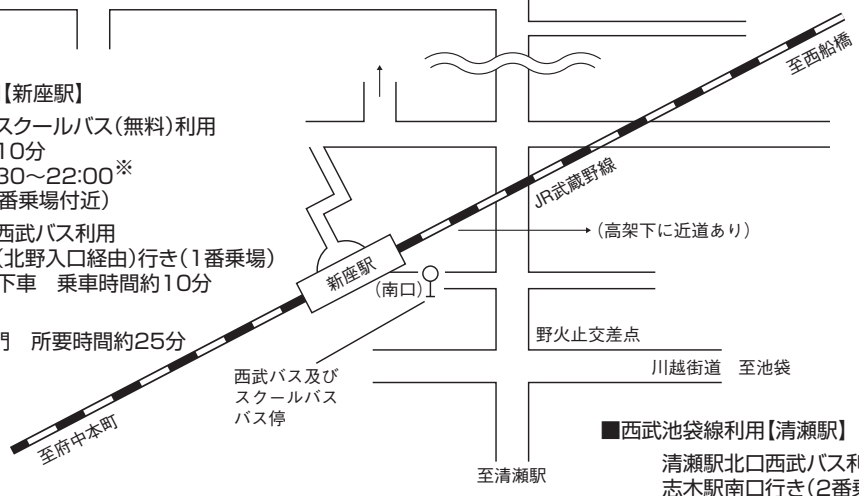 【新座駅】
スクールバス(無料)利用
10分
30〜22:00※
番乗場付近)
西武バス利用
(北野入口経由)行き(1番乗場)
下車 乗車時間約10分
門 所要時間約25分
至西船橋
JR武蔵野線
(高架下に近道あり)
新座駅
(南口)
野火止交差点
川越街道 至池袋
西武バス及び
スクールバス
バス停
至府中本町
至清瀬駅
■西武池袋線利用【清瀬駅】
清瀬駅北口西武バス利
志木駅南口行き(2番乗